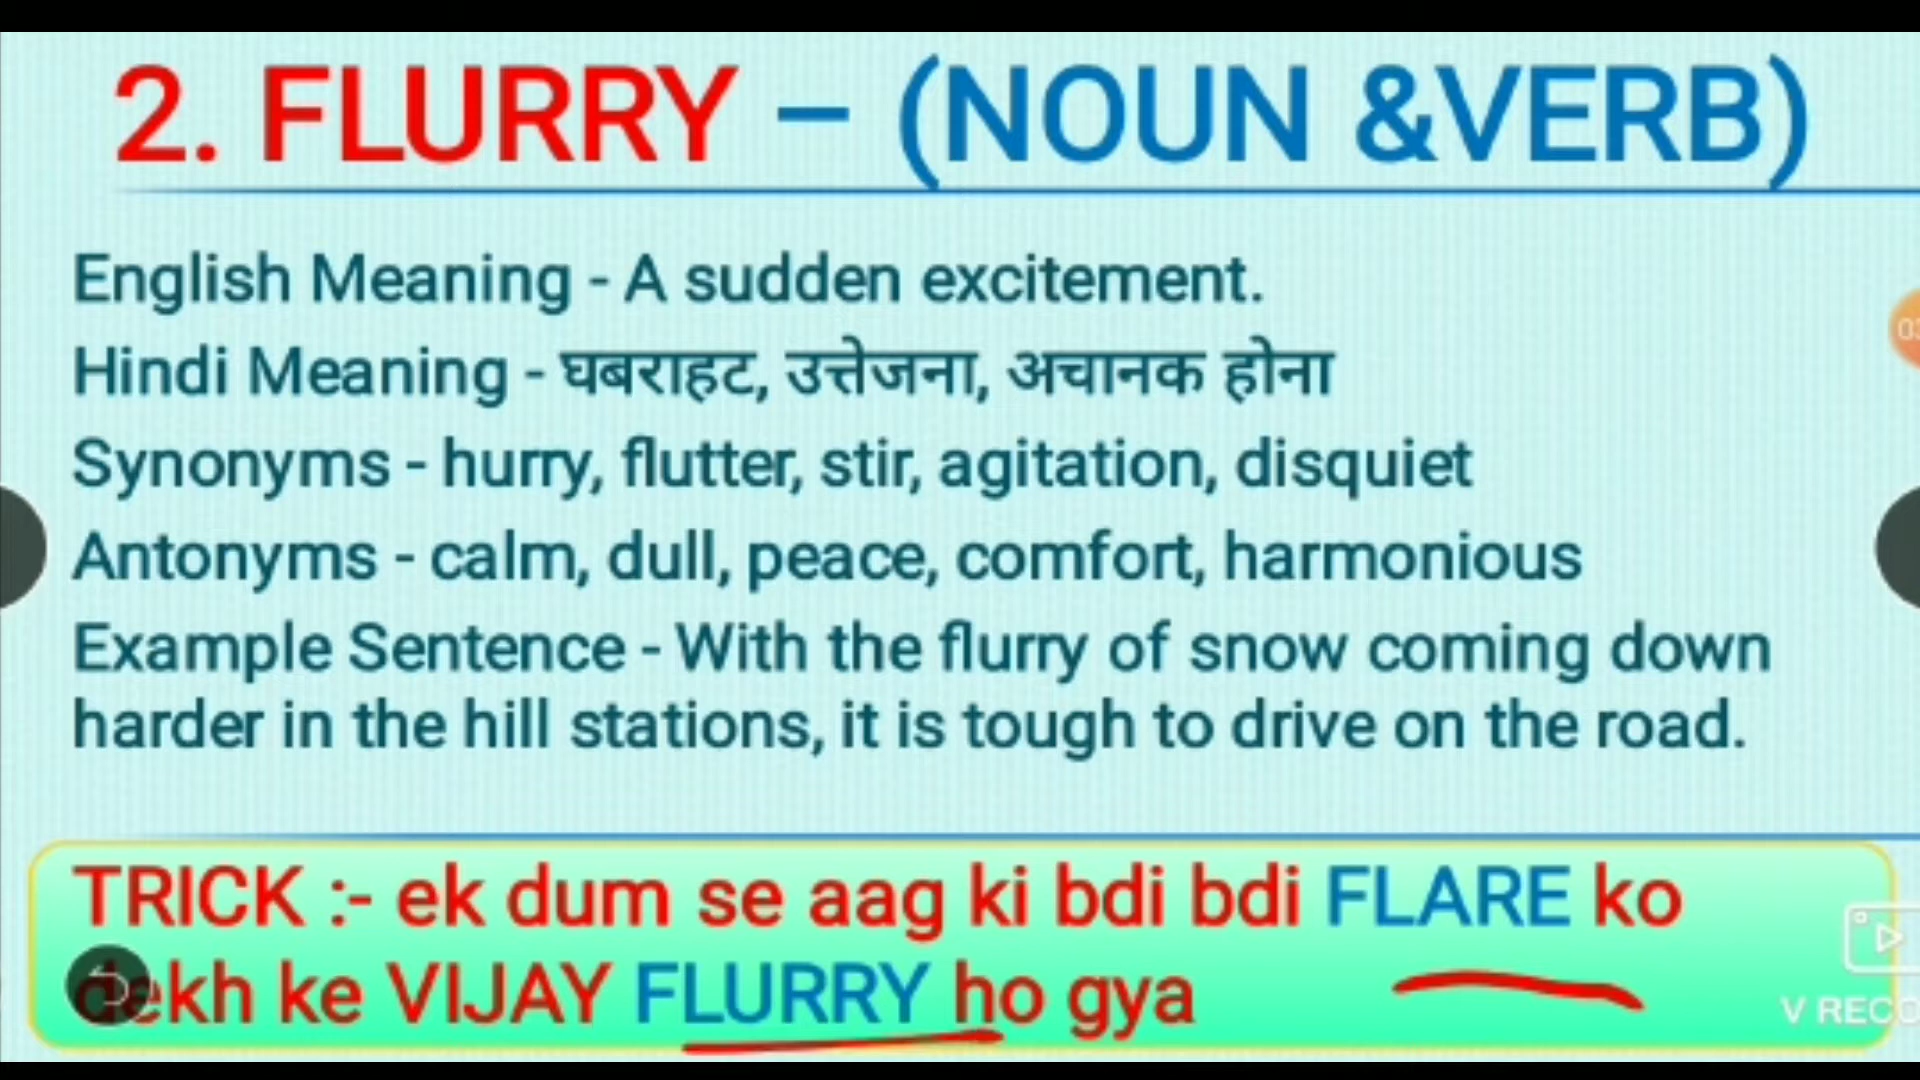 2. FLURRY – (NOUN &VERB)
English Meaning - A sudden excitement.
Hindi Meaning - घबराहट, उत्तेजना, अचानक होना
Synonyms - hurry, flutter, stir, agitation, disquiet
Antonyms - calm, dull, peace, comfort, harmonious
Example Sentence - With the flurry of snow coming down
harder in the hill stations, it is tough to drive on the road.
TRICK :- ek dum se aag ki bdi bdi FLARE ko
dekh ke VIJAY FLURRY ho gya
V RECO